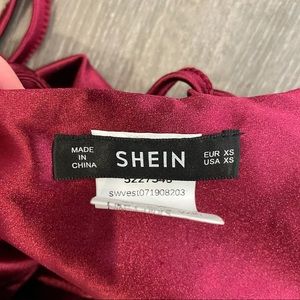 MADE
IN
CHINA
SHEIN
EUR XS
USA XS
swvest071908203